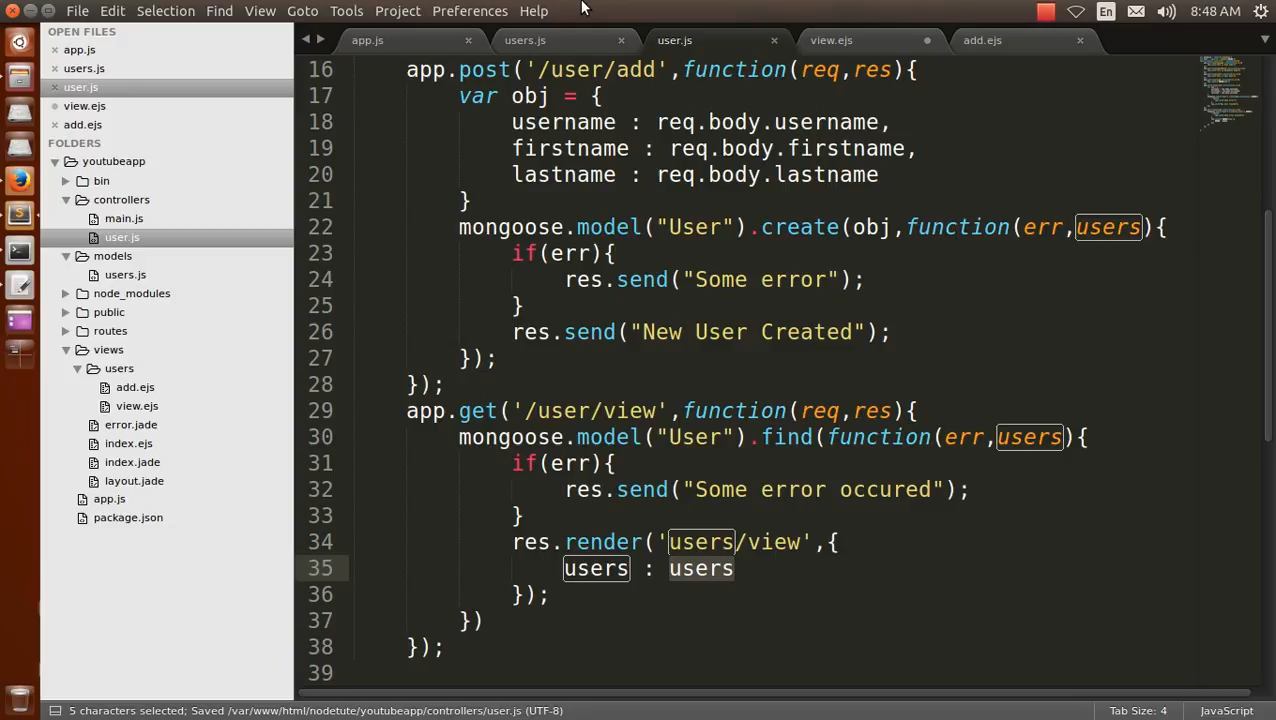 File Edit Selection Find View Goto Tools Project Preferences Help
En 8:48 AM
OPEN FILES
app.js
users.js
user.js
view.ejs
add.ejs
FOLDERS
youtubeapp
bin
controllers
main.js
user.js
models
users.js
node_modules
public
routes
views
users
add.ejs
view.ejs
error.jade
index.ejs
index.jade
layout.jade
app.js
package.json
app.js users.js user.js view.ejs add.ejs
16 app.post('/user/add',function(req,res){
17 var obj = {
18 username : req.body.username,
19 firstname : req.body.firstname,
20 lastname : req.body.lastname
21 }
22 mongoose.model("User").create(obj,function(err,users){
23 if(err){
24 res.send("Some error");
25 }
26 res.send("New User Created");
27 });
28 });
29 app.get('/user/view',function(req,res){
30 mongoose.model("User").find(function(err,users){
31 if(err){
32 res.send("Some error occured");
33 }
34 res.render('users/view',{
35 users : users
36 });
37 })
38 });
39
5 characters selected; Saved /var/www/html/nodetute/youtubeapp/controllers/user.js (UTF-8) Tab Size: 4 JavaScript